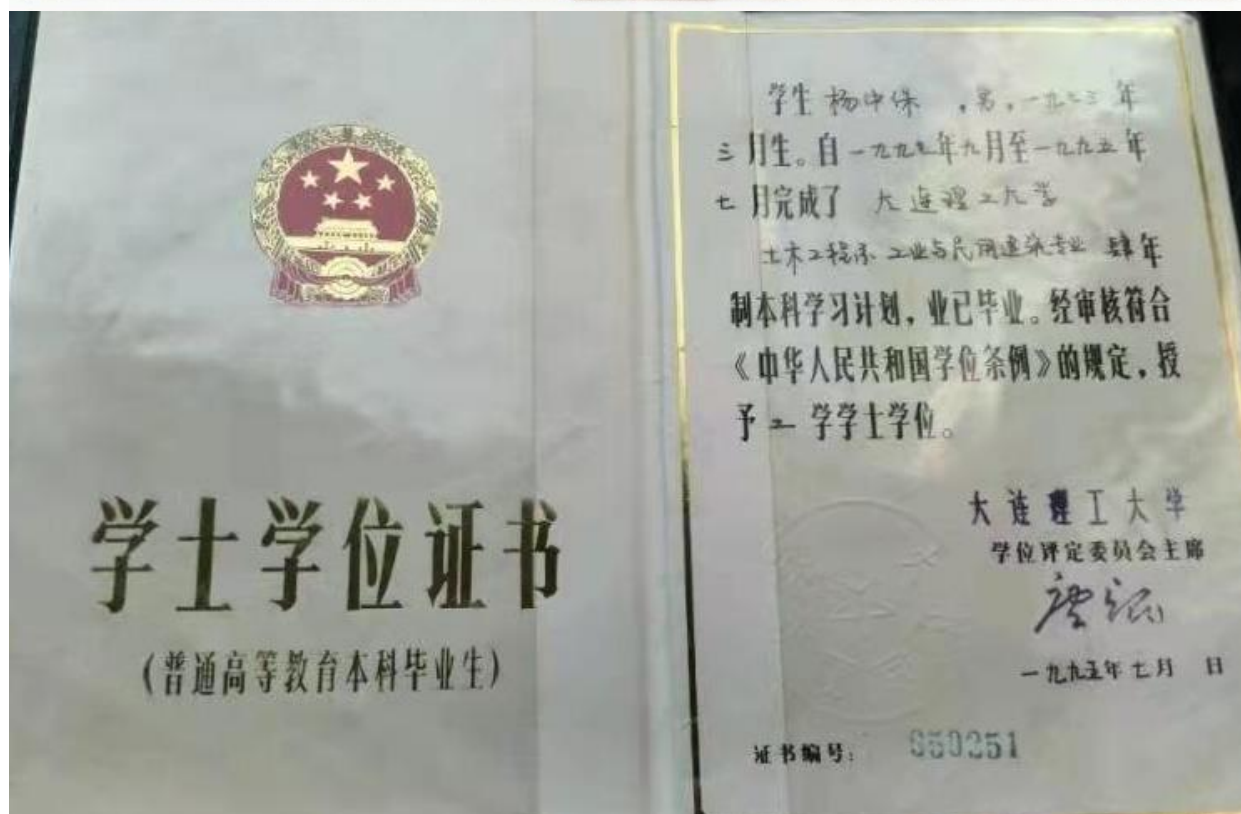 学士学位证书
(普通高等教育本科毕业生)
学生 杨中保 ，男，一九七三年
三月生。自一九九七年九月至一九九五年
七月完成了 大连理工大学
土木工程系 工业与民用建筑专业 肆年
制本科学习计划，业已毕业。经审核符合
《中华人民共和国学位条例》的规定，授
予 工 学学士学位。
大连理工大学
学位评定委员会主席
一九九五年七月 日
证书编号： 950251